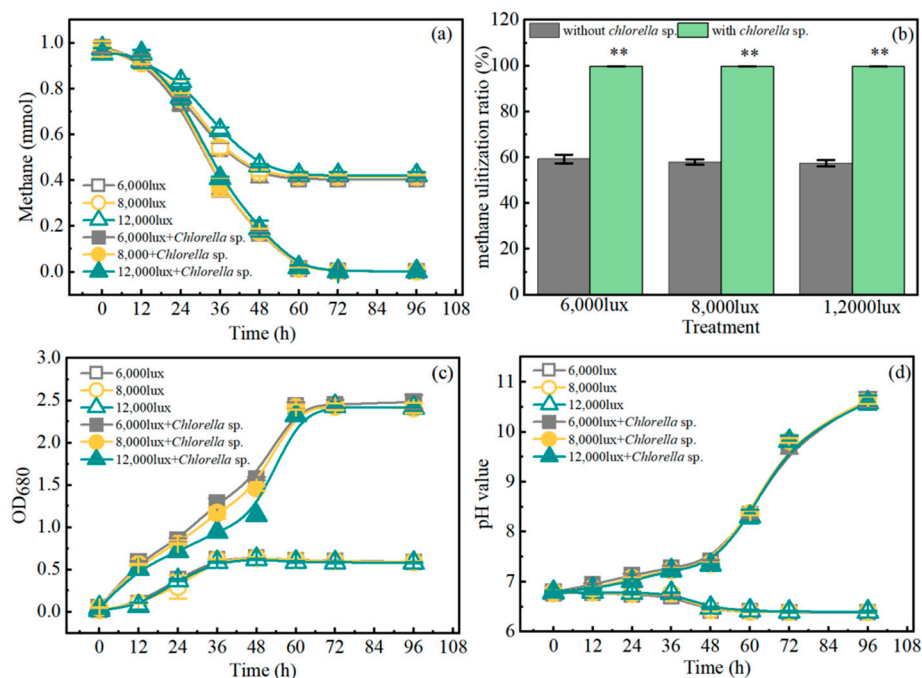 (a)
1.0
0.8
0.6
0.4
0.2
0.0
Methane (mmol)
6,000lux
8,000lux
12,000lux
6,000lux+Chlorella sp.
8,000+Chlorella sp.
12,000lux+Chlorella sp.
0 12 24 36 48 60 72 84 96 108
Time (h)
without chlorella sp. with chlorella sp.
(b)
120
100
80
60
40
20
0
methane ulitization ratio (%)
** ** **
6,000lux 8,000lux 1,2000lux
Treatment
(c)
3.0
2.5
2.0
1.5
1.0
0.5
0.0
OD680
6,000lux
8,000lux
12,000lux
6,000lux+Chlorella sp.
8,000lux+Chlorella sp.
12,000lux+Chlorella sp.
0 12 24 36 48 60 72 84 96 108
Time (h)
(d)
11
10
9
8
7
6
pH value
6,000lux
8,000lux
12,000lux
6,000lux+Chlorella sp.
8,000lux+Chlorella sp.
12,000lux+Chlorella sp.
0 12 24 36 48 60 72 84 96 108
Time (h)